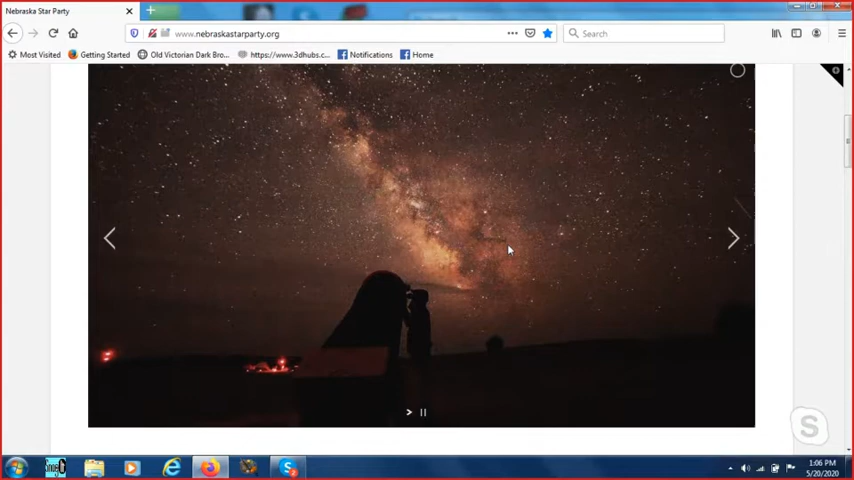 Nebraska Star Party
www.nebraskastarparty.org
Search
Most Visited
Getting Started
Old Victorian Dark Bro...
https://www.3dhubs.c...
Notifications
Home
1:06 PM
5/20/2020